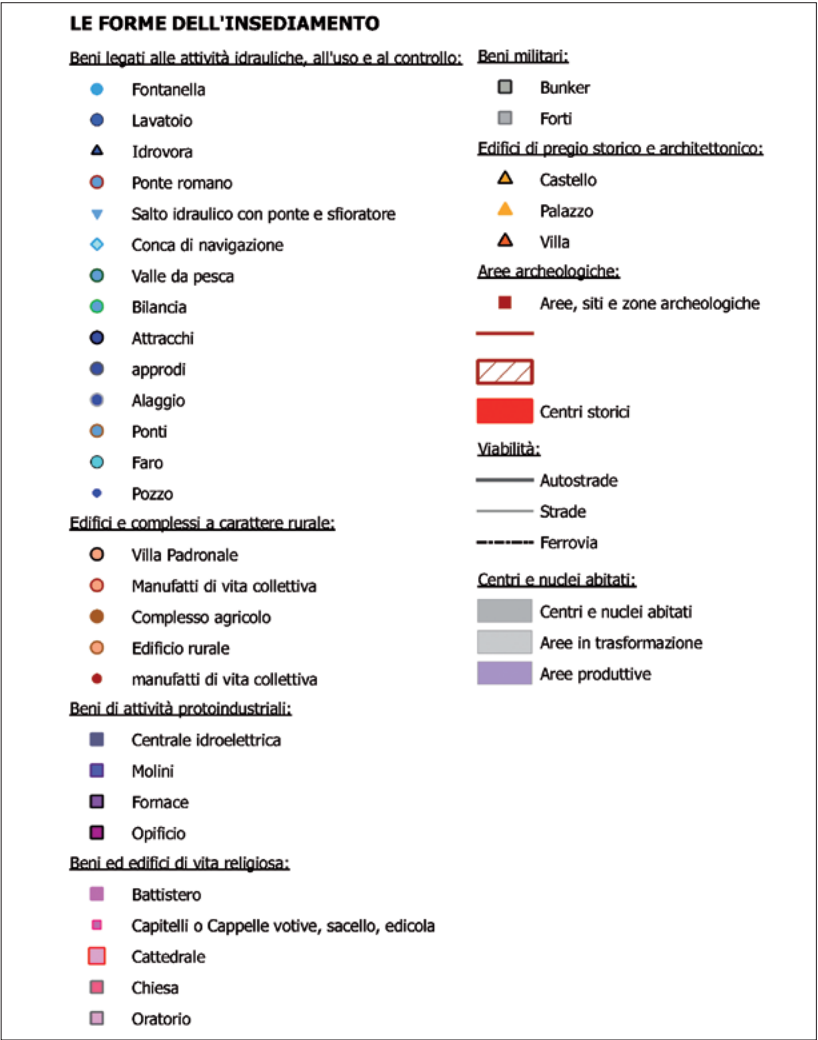 LE FORME DELL'INSEDIAMENTO
Beni legati alle attività idrauliche, all'uso e al controllo:
Fontanella
Lavatoio
Idrovora
Ponte romano
Salto idraulico con ponte e sfioratore
Conca di navigazione
Valle da pesca
Bilancia
Attracchi
approdi
Alaggio
Ponti
Faro
Pozzo
Edifici e complessi a carattere rurale:
Villa Padronale
Manufatti di vita collettiva
Complesso agricolo
Edificio rurale
manufatti di vita collettiva
Beni di attività protoindustriali:
Centrale idroelettrica
Molini
Fornace
Opificio
Beni ed edifici di vita religiosa:
Battistero
Capitelli o Cappelle votive, sacello, edicola
Cattedrale
Chiesa
Oratorio
Beni militari:
Bunker
Forti
Edifici di pregio storico e architettonico:
Castello
Palazzo
Villa
Aree archeologiche:
Aree, siti e zone archeologiche
Centri storici
Viabilità:
Autostrade
Strade
Ferrovia
Centri e nuclei abitati:
Centri e nuclei abitati
Aree in trasformazione
Aree produttive